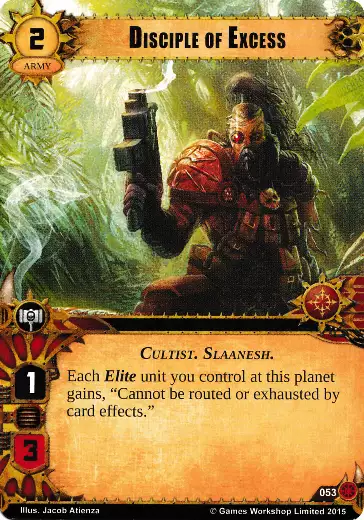 2
DISCIPLE OF EXCESS
ARMY
CULTIST. SLAANESH.
1
Each Elite unit you control at this planet
gains, “Cannot be routed or exhausted by
card effects.”
3
053
Illus. Jacob Atienza
© Games Workshop Limited 2015